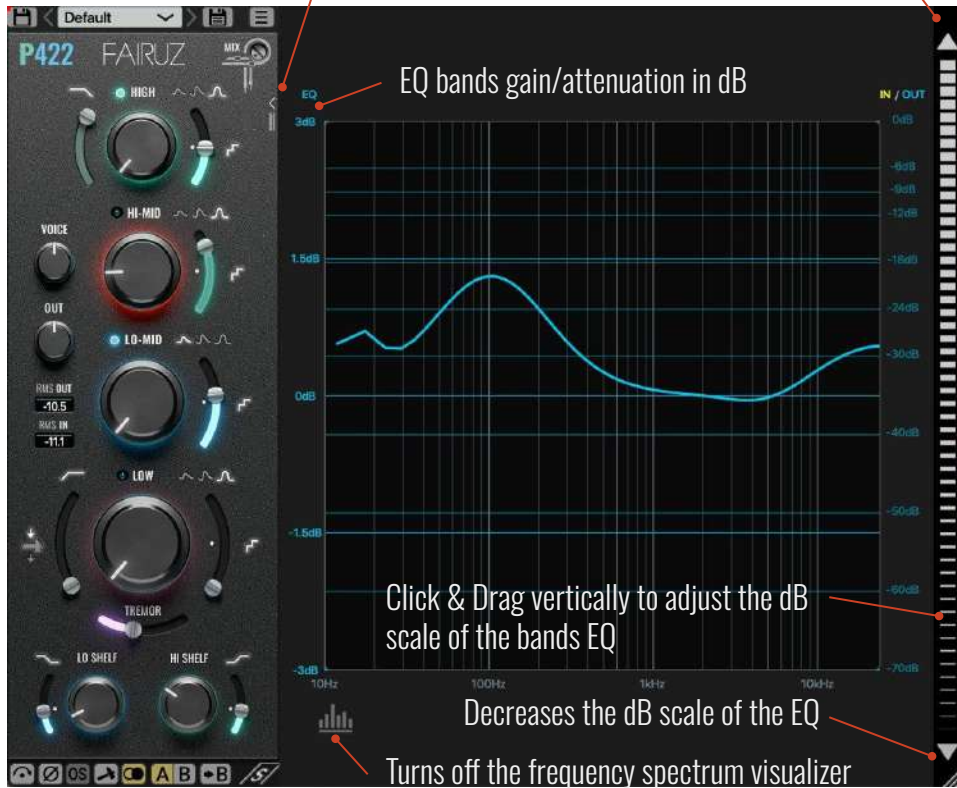 Default
P422 FAIRUZ MIX
HIGH
HI-MID
VOICE
OUT
LO-MID
RMS OUT
-10.5
RMS IN
-11.1
LOW
TREMOR
LO SHELF HI SHELF
OS A B B
EQ bands gain/attenuation in dB
EQ IN / OUT
3dB 0dB
-6dB
-9dB
-12dB
1.5dB -18dB
-24dB
-30dB
0dB
-40dB
-50dB
-1.5dB
-60dB
Click & Drag vertically to adjust the dB
scale of the bands EQ
-3dB -70dB
10Hz 100Hz 1kHz 10kHz
Decreases the dB scale of the EQ
Turns off the frequency spectrum visualizer